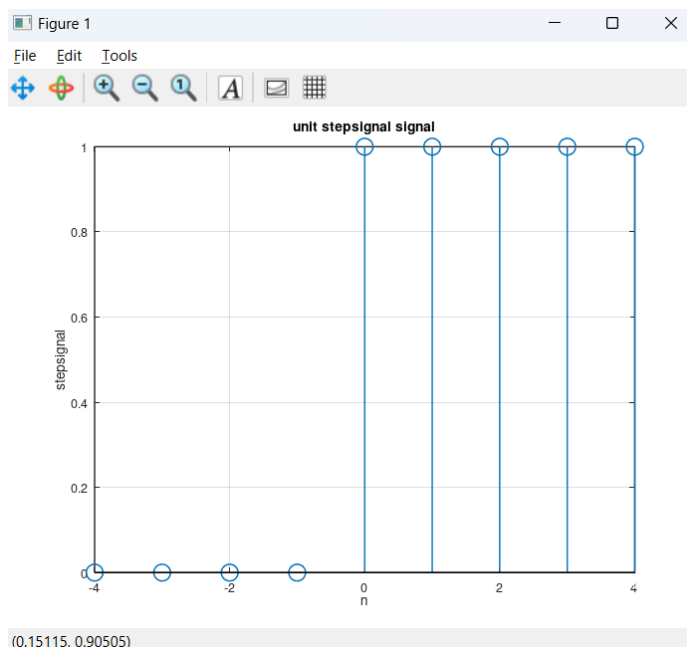 Figure 1
File Edit Tools
A
unit stepsignal signal
1
0.8
0.6
0.4
0.2
0
stepsignal
-4 -2 0 2 4
n
(0.15115, 0.90505)